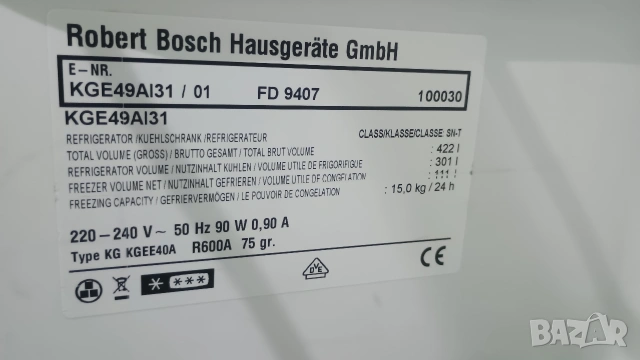 Robert Bosch Hausgeräte GmbH
E-NR.
KGE49AI31 / 01 FD 9407 100030
KGE49AI31
REFRIGERATOR/KUEHLSCHRANK/REFRIGERATEUR CLASS/KLASSE/CLASSE: SN-T
TOTAL VOLUME (GROSS) / BRUTTO GESAMT / TOTAL BRUT VOLUME : 422 l
REFRIGERATOR VOLUME / NUTZINHALT KUHLEN / VOLUME UTILE DE FRIGORIFIQUE : 301 l
FREEZER VOLUME NET / NUTZINHALT GEFRIEREN / VOLUME UTILE DE CONGELATION : 111 l
FREEZING CAPACITY / GEFRIERVERMÖGEN / LE POUVOIR DE CONGELATION : 15,0 kg / 24 h
220-240 V~ 50 Hz 90 W 0,90 A
Type KG KGEE40A R600A 75 gr.
DVE
CE
BAZAR